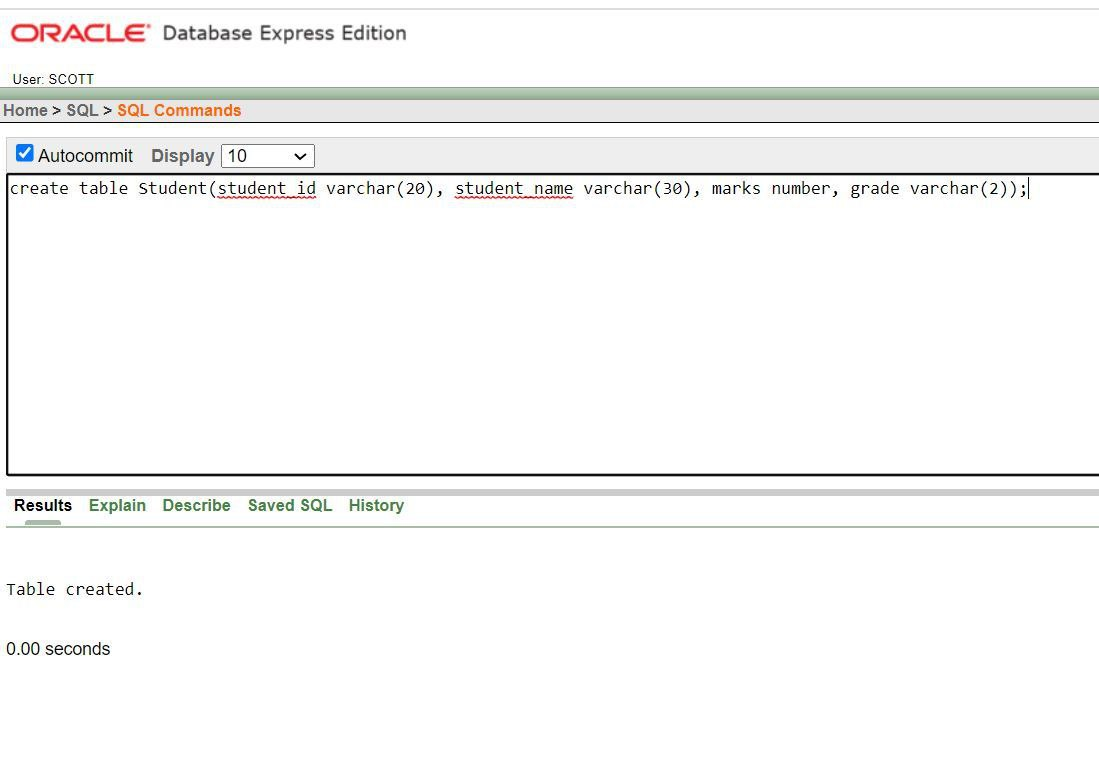 ORACLE Database Express Edition
User: SCOTT
Home > SQL > SQL Commands
Autocommit Display 10
create table Student(student_id varchar(20), student_name varchar(30), marks number, grade varchar(2));
Results Explain Describe Saved SQL History
Table created.
0.00 seconds